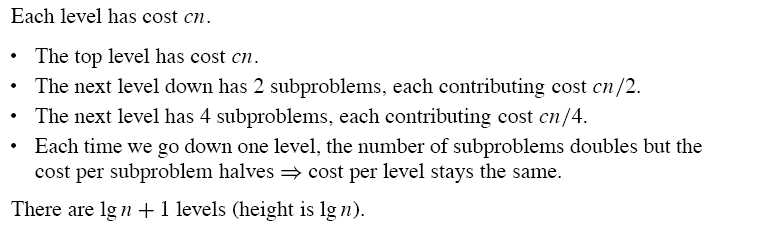 Each level has cost cn.
• The top level has cost cn.
• The next level down has 2 subproblems, each contributing cost cn/2.
• The next level has 4 subproblems, each contributing cost cn/4.
• Each time we go down one level, the number of subproblems doubles but the
cost per subproblem halves ⇒ cost per level stays the same.
There are lg n + 1 levels (height is lg n).